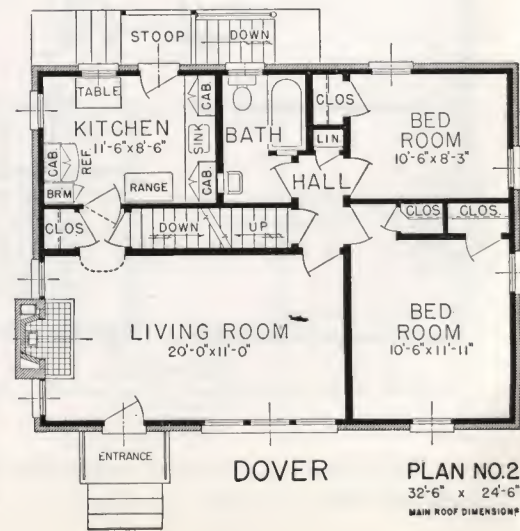 STOOP
DOWN
TABLE
KITCHEN
11'-6"x8'-6"
CAB.
SINK
CAB.
CAB.
REF
BRM
RANGE
BATH
CLOS
LIN
HALL
BED
ROOM
10'-6"x8'-3"
CLOS
DOWN
UP
CLOS
CLOS
LIVING ROOM
20'-0"x11'-0"
BED
ROOM
10'-6"x11'-11"
ENTRANCE
DOVER
PLAN NO.2
32'-6" x 24'-6"
MAIN ROOF DIMENSIONS